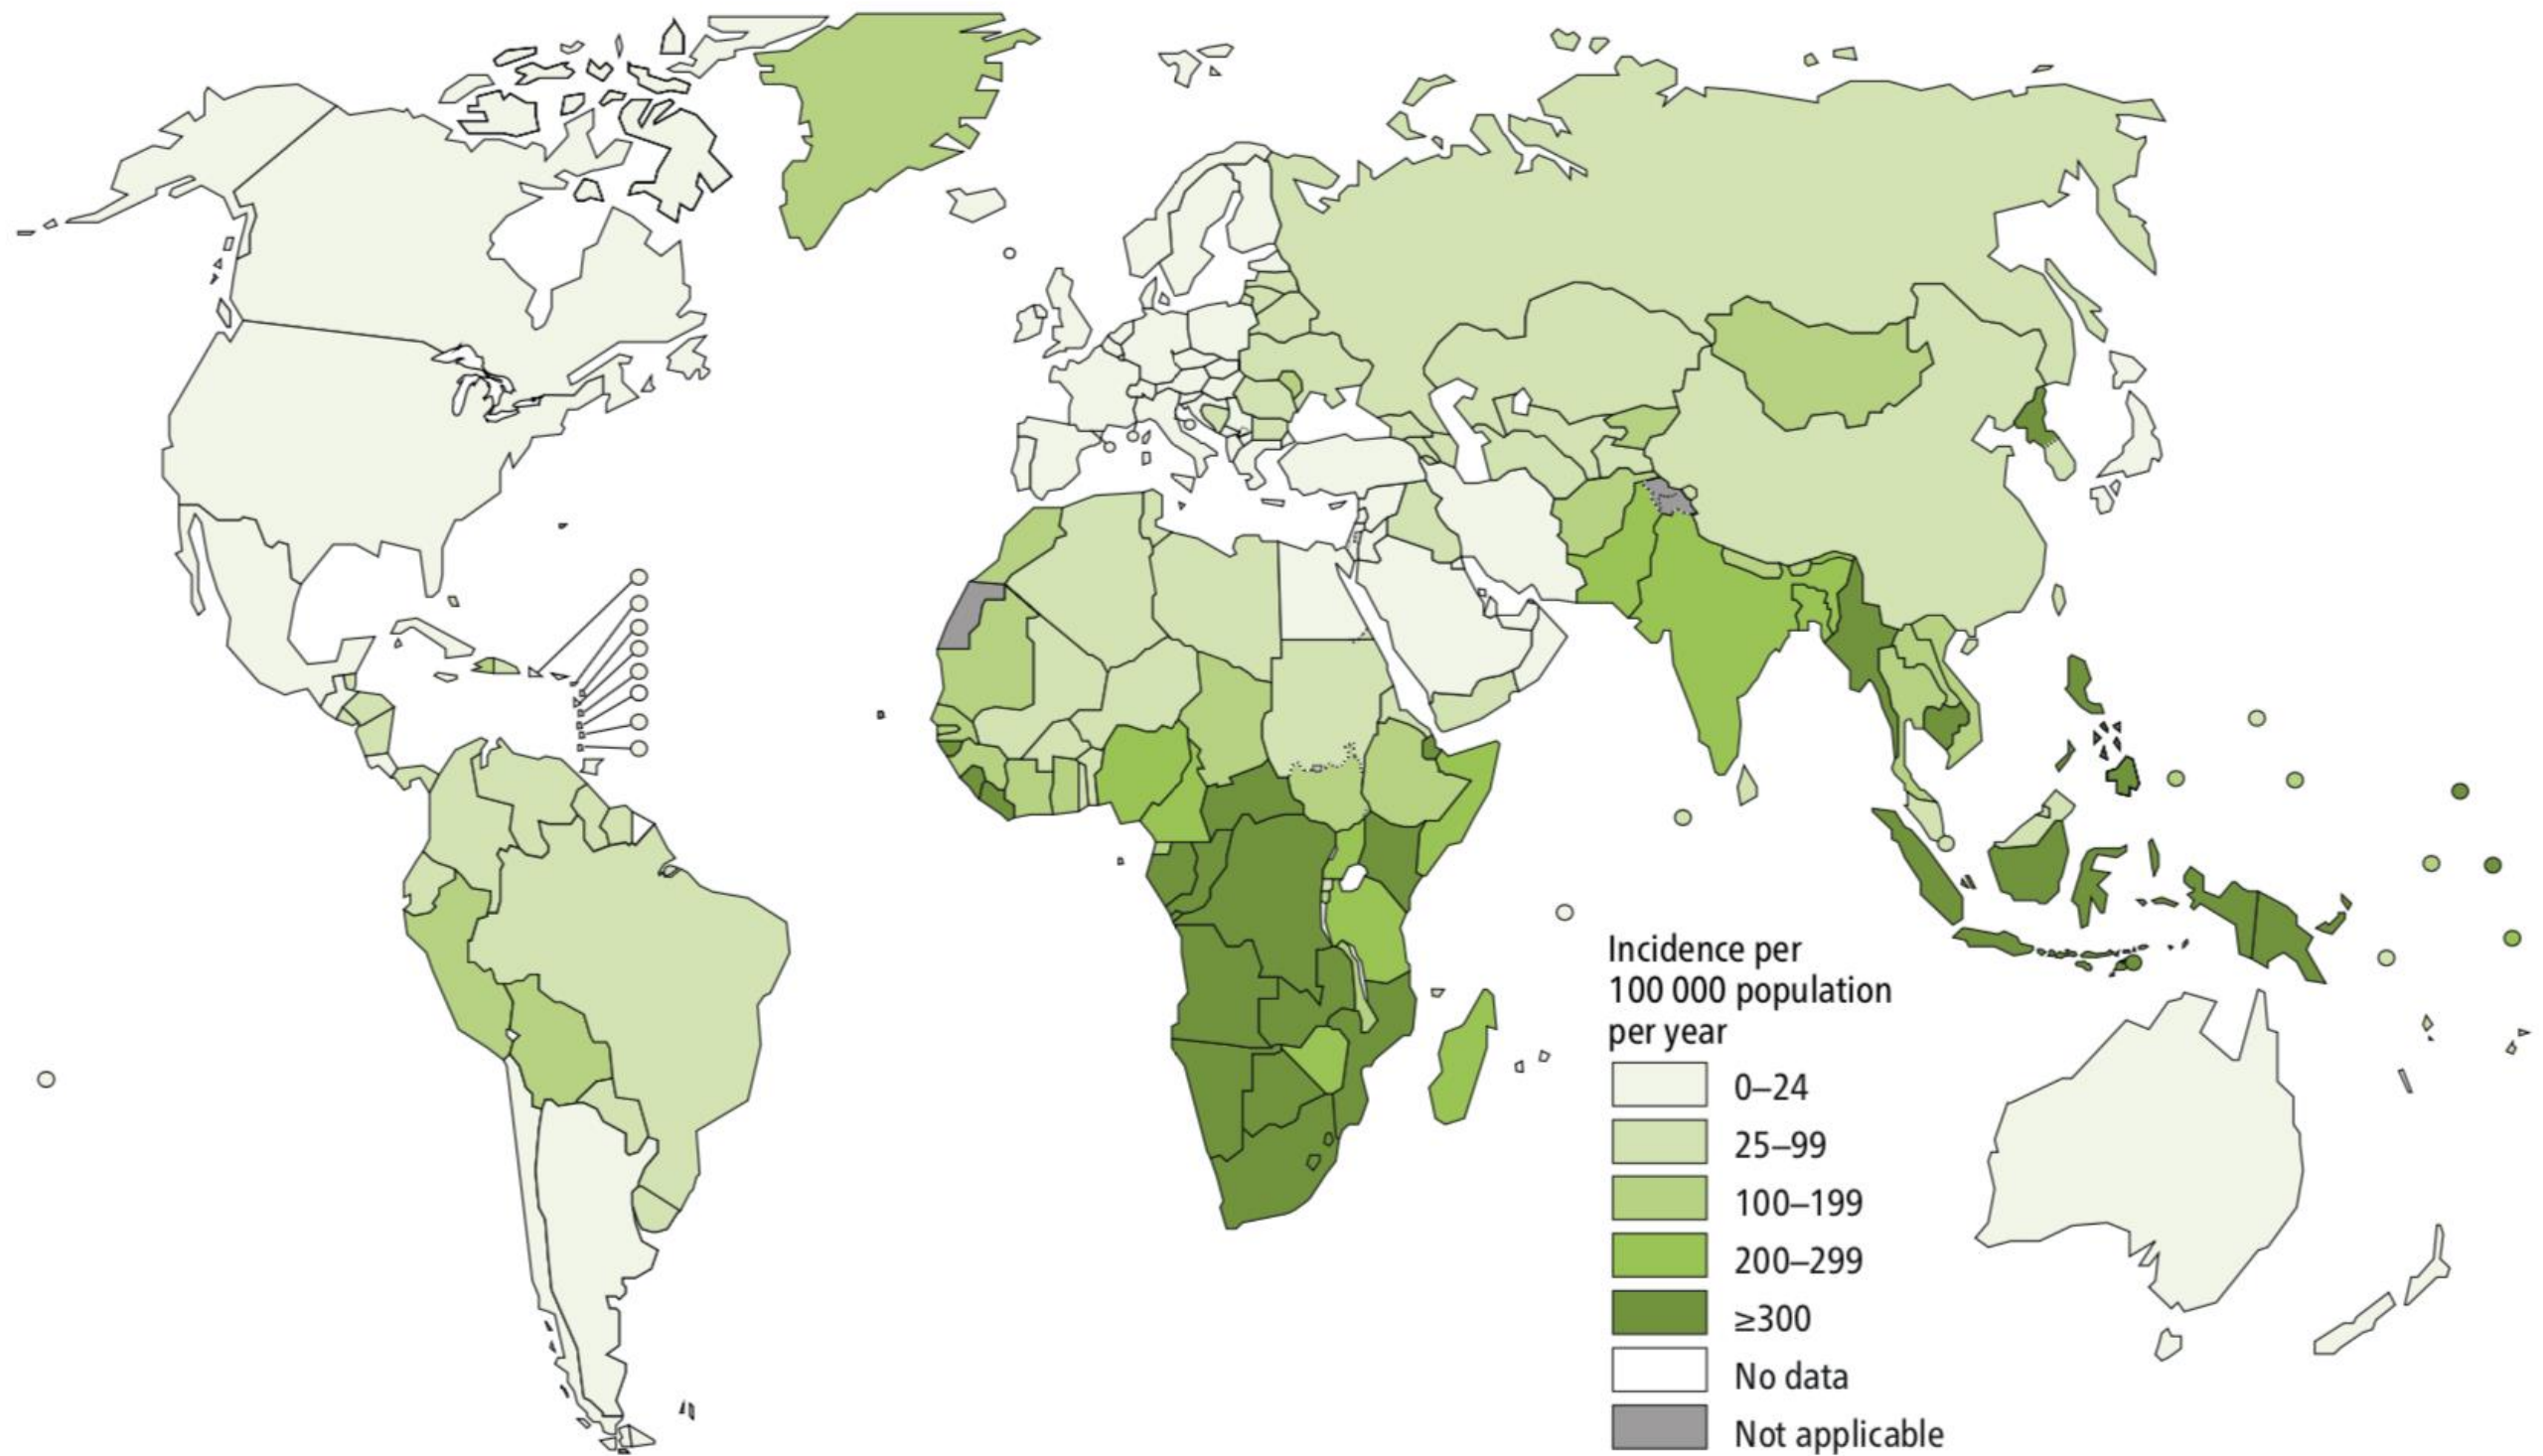 Incidence per
100 000 population
per year
0–24
25–99
100–199
200–299
≥300
No data
Not applicable